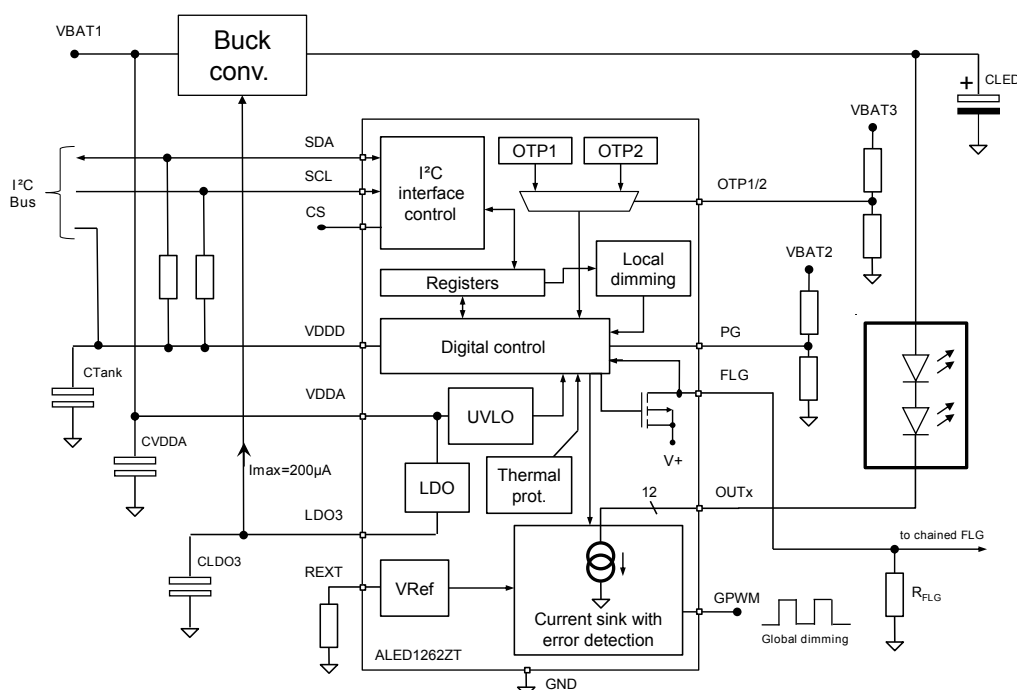 VBAT1
Buck
conv.
+
CLED
VBAT3
SDA
SCL
CS
I²C
Bus
I²C
interface
control
OTP1
OTP2
OTP1/2
VBAT2
Local
dimming
Registers
VDDD
Digital control
PG
CTank
FLG
VDDA
UVLO
V+
CVDDA
Imax=200µA
LDO
Thermal
prot.
12
OUTx
LDO3
to chained FLG
CLDO3
REXT
VRef
Current sink with
error detection
GPWM
Global dimming
RFLG
ALED1262ZT
GND